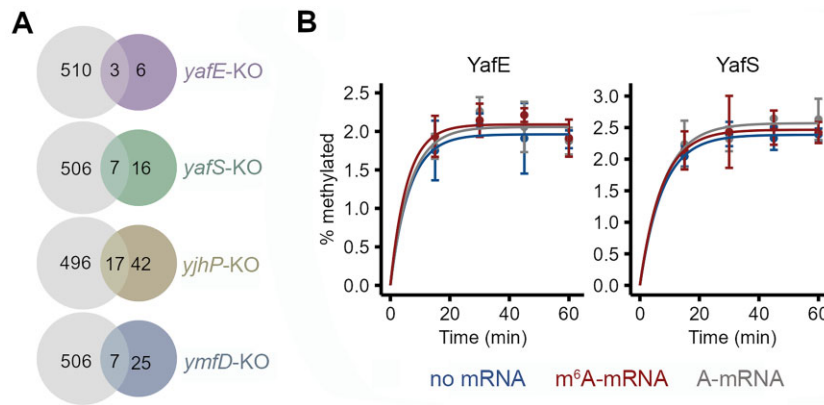 A
510 3 6 yafE-KO
506 7 16 yafS-KO
496 17 42 yjhP-KO
506 7 25 ymfD-KO
B
YafE
% methylated
2.5
2.0
1.5
1.0
0.5
0.0
0 20 40 60
Time (min)
YafS
3.0
2.5
2.0
1.5
1.0
0.5
0.0
0 20 40 60
Time (min)
no mRNA m⁶A-mRNA A-mRNA